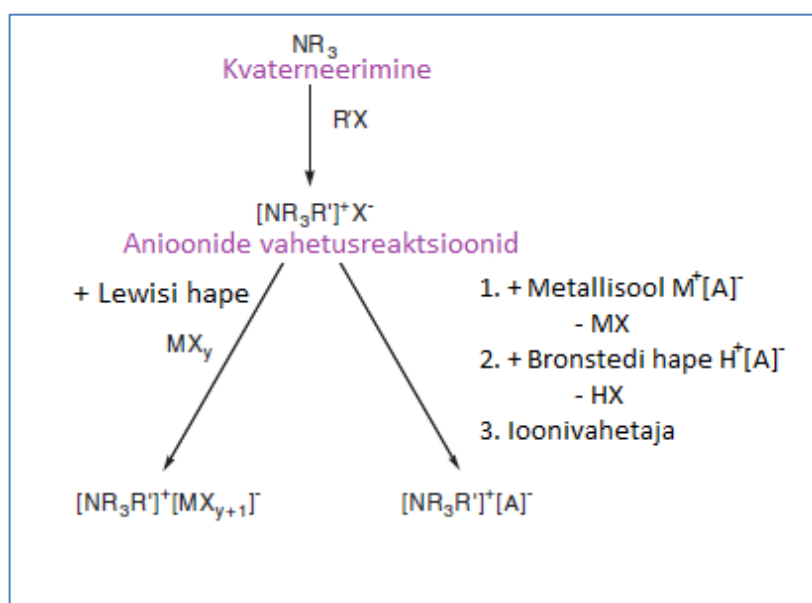 NR₃
Kvaterneerimine
R'X
[NR₃R']⁺X⁻
Anioonide vahetusreaktsioonid
+ Lewisi hape
MXy
1. + Metallisool M⁺[A]⁻
- MX
2. + Bronstedi hape H⁺[A]⁻
- HX
3. Ioonivahetaja
[NR₃R']⁺[MXy+1]⁻
[NR₃R']⁺[A]⁻